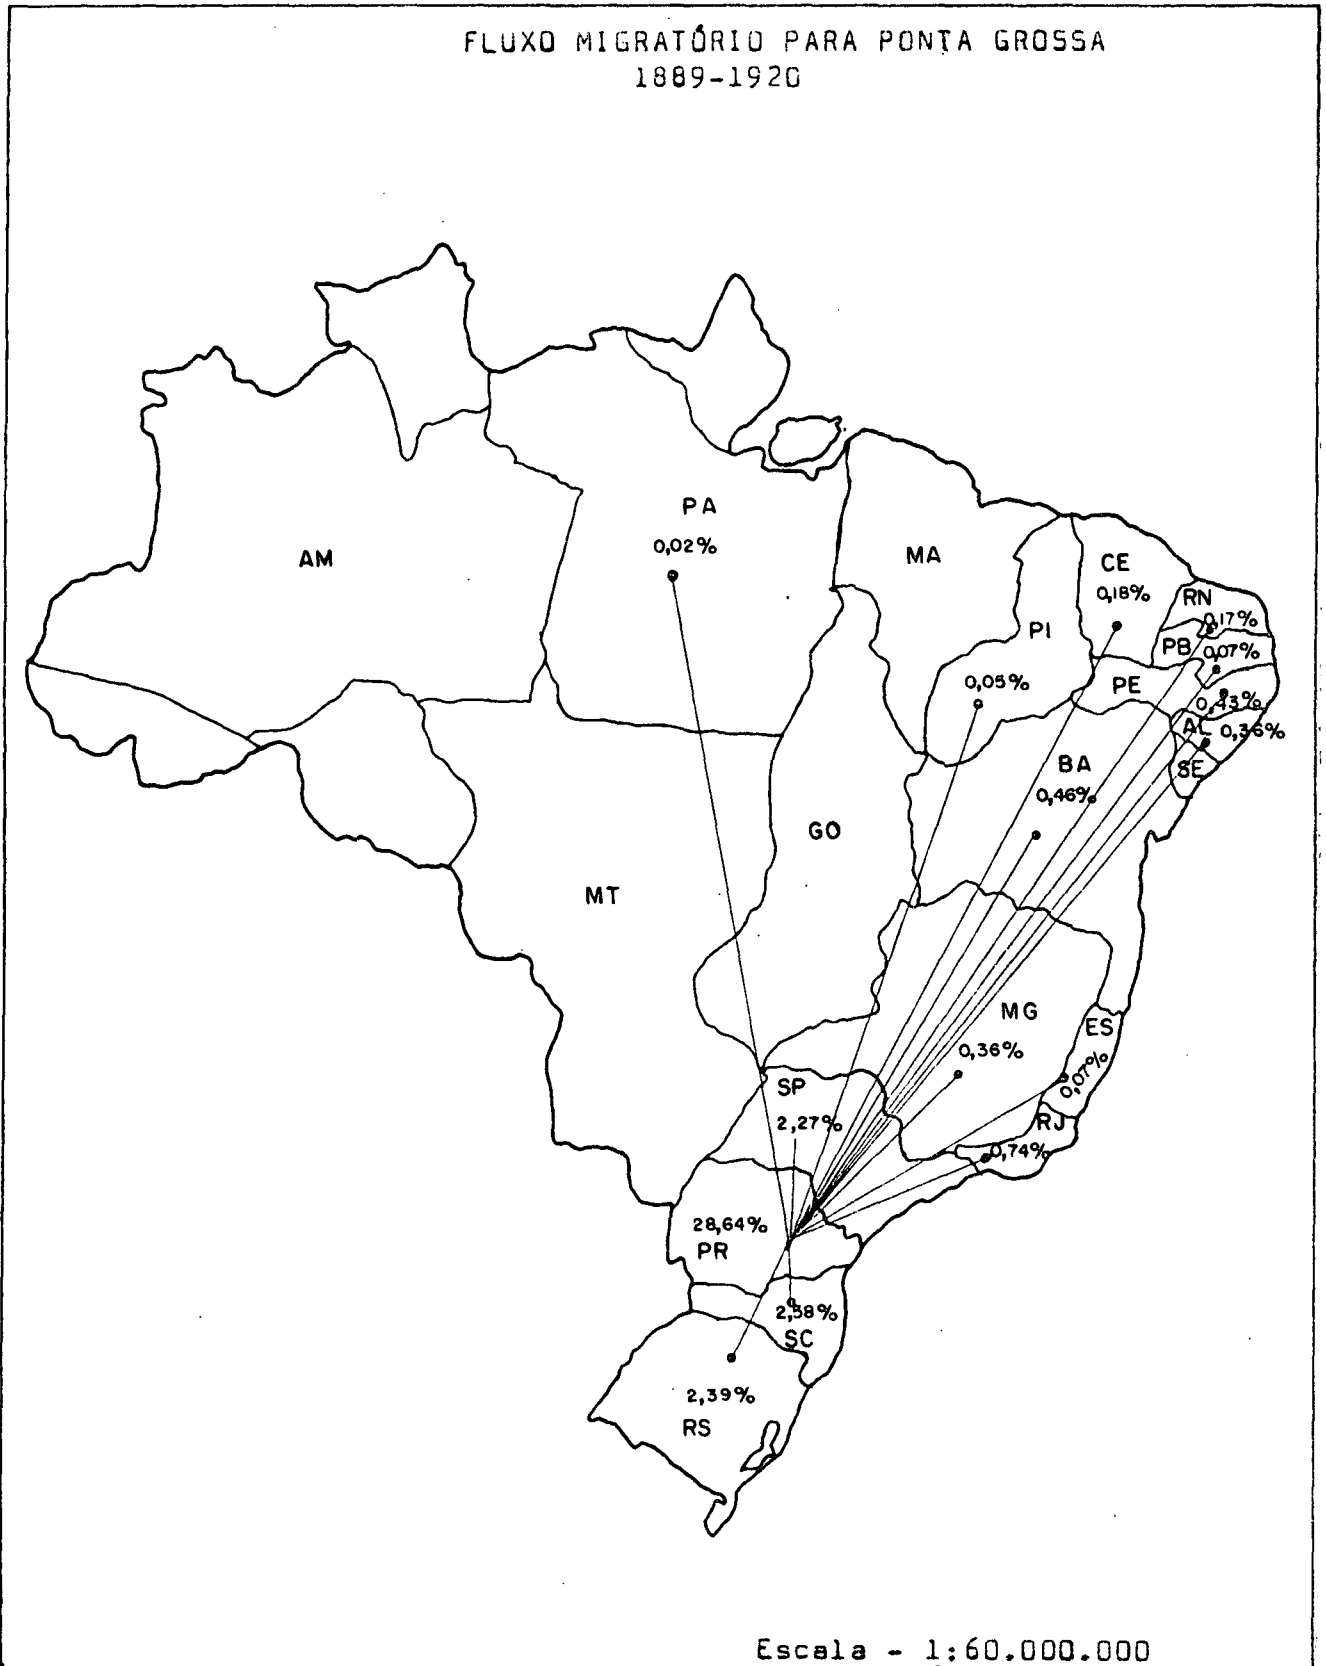 FLUXO MIGRATÓRIO PARA PONTA GROSSA
1889-1920
PA
0,02%
AM
MA
CE
0,18%
RN
0,17%
PI
PB
0,07%
0,05%
PE
0,43%
AL
0,36%
BA
SE
0,46%
GO
MT
MG
ES
0,36%
0,07%
SP
2,27%
RJ
0,74%
28,64%
PR
2,58%
SC
2,39%
RS
Escala - 1:60.000.000